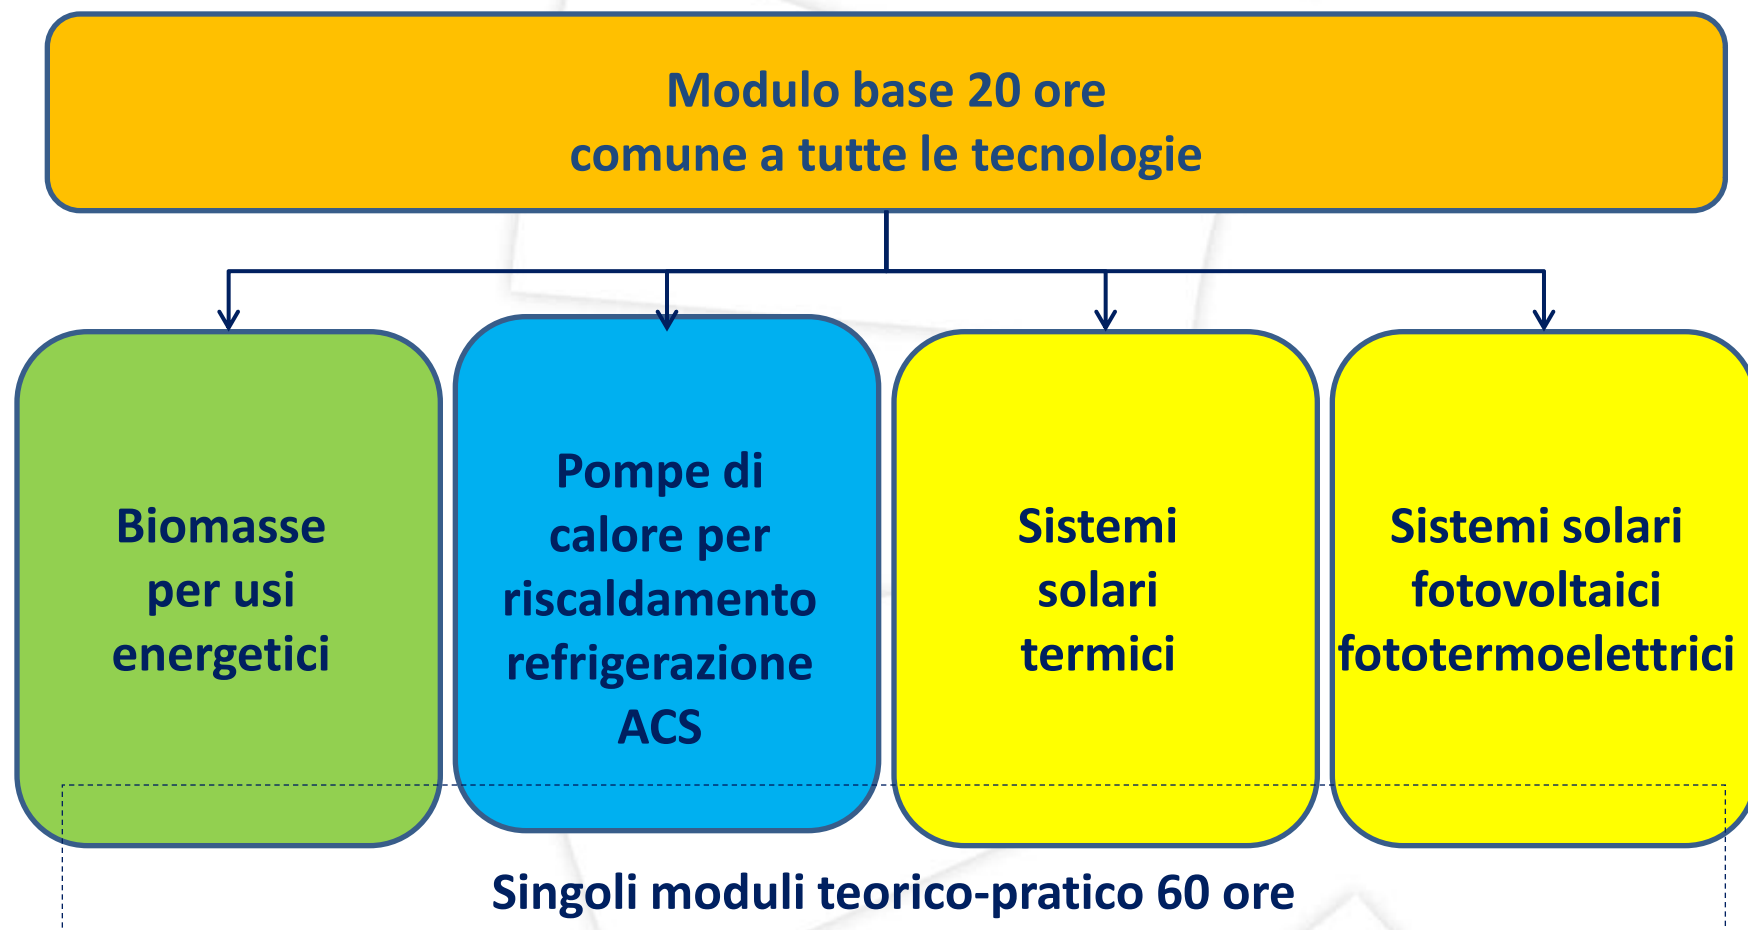 Modulo base 20 ore
comune a tutte le tecnologie
Biomasse
per usi
energetici
Pompe di
calore per
riscaldamento
refrigerazione
ACS
Sistemi
solari
termici
Sistemi solari
fotovoltaici
fototermoelettrici
Singoli moduli teorico-pratico 60 ore